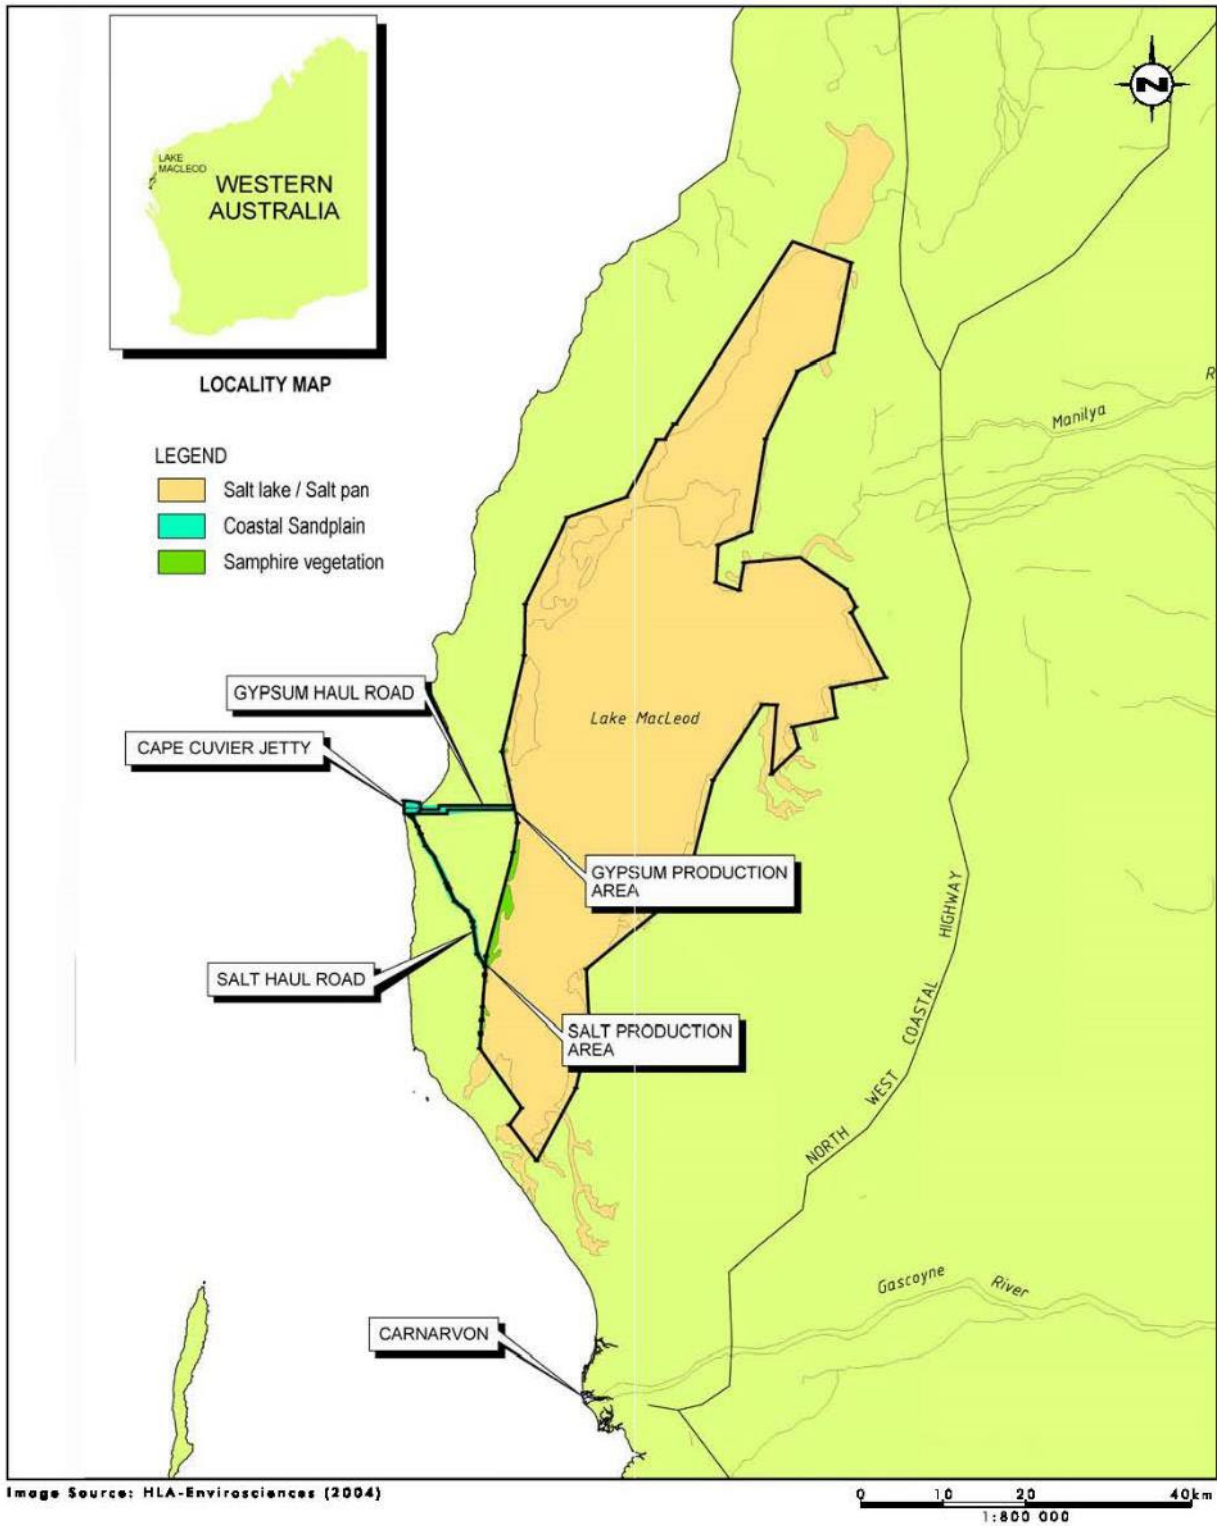 LAKE
MACLEOD
WESTERN
AUSTRALIA
N
LOCALITY MAP
LEGEND
Salt lake / Salt pan
Coastal Sandplain
Samphire vegetation
Manilya
R
GYPSUM HAUL ROAD
CAPE CUVIER JETTY
Lake MacLeod
GYPSUM PRODUCTION
AREA
SALT HAUL ROAD
SALT PRODUCTION
AREA
NORTH WEST COASTAL HIGHWAY
Gascoyne River
CARNARVON
Image Source: HLA-Envirosciences (2004)
0 10 20 40km
1:800 000